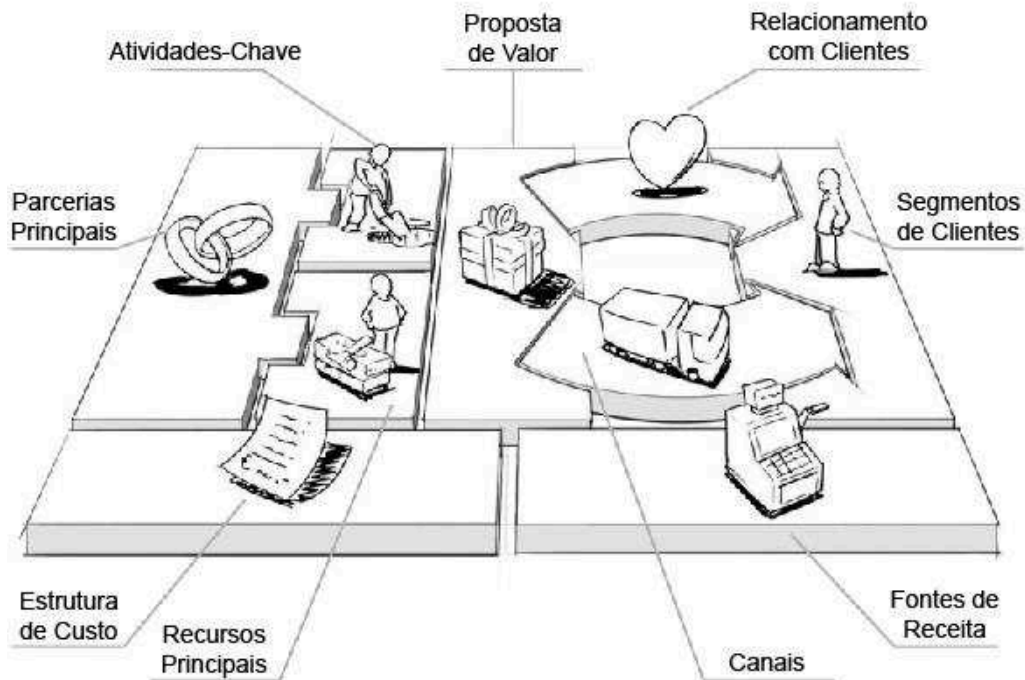 Atividades-Chave
Proposta
de Valor
Relacionamento
com Clientes
Parcerias
Principais
Segmentos
de Clientes
Estrutura
de Custo
Recursos
Principais
Canais
Fontes de
Receita